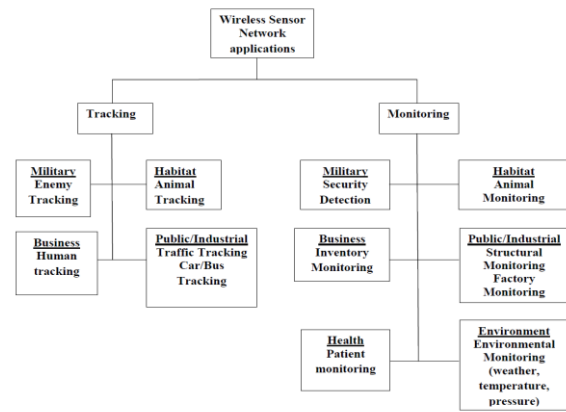 Wireless Sensor
Network
applications
Tracking
Monitoring
Military
Enemy
Tracking
Habitat
Animal
Tracking
Military
Security
Detection
Habitat
Animal
Monitoring
Business
Human
tracking
Public/Industrial
Traffic Tracking
Car/Bus
Tracking
Business
Inventory
Monitoring
Public/Industrial
Structural
Monitoring
Factory
Monitoring
Health
Patient
monitoring
Environment
Environmental
Monitoring
(weather,
temperature,
pressure)